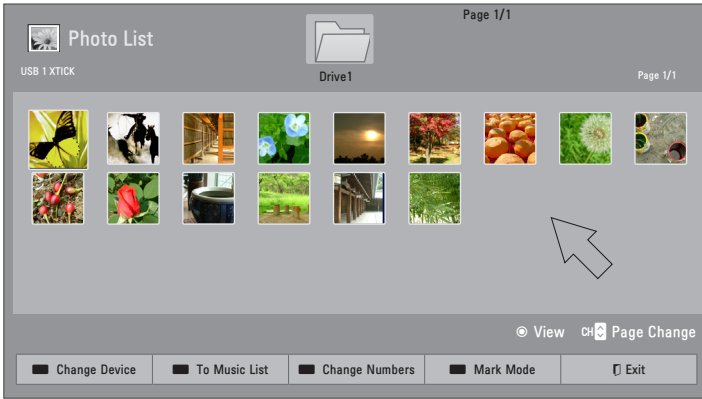 Page 1/1
Photo List
USB 1 XTICK
Drive1
Page 1/1
View CH Page Change
Change Device To Music List Change Numbers Mark Mode Exit